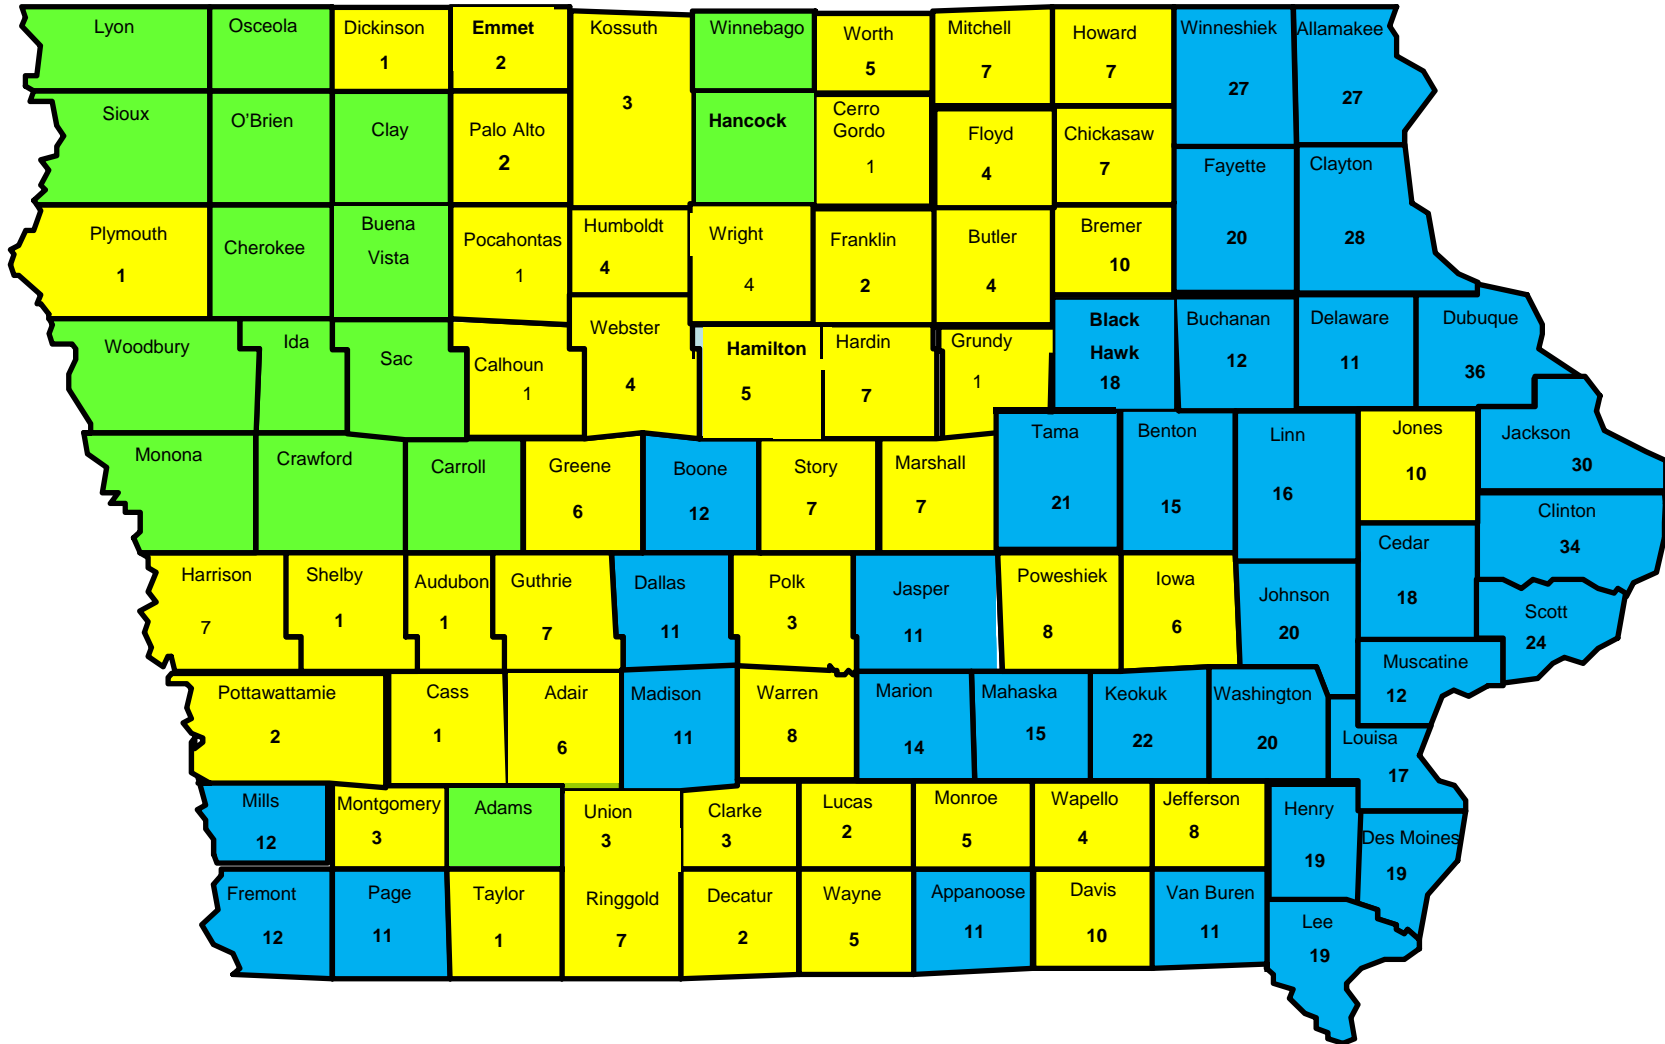 Lyon
Osceola
Dickinson
1
Emmet
2
Kossuth
3
Winnebago
Worth
5
Mitchell
7
Howard
7
Winneshiek
27
Allamakee
27
Sioux
O'Brien
Clay
Palo Alto
2
Hancock
Cerro
Gordo
1
Floyd
4
Chickasaw
7
Fayette
20
Clayton
28
Plymouth
1
Cherokee
Buena
Vista
Pocahontas
1
Humboldt
4
Wright
4
Franklin
2
Butler
4
Bremer
10
Woodbury
Ida
Sac
Calhoun
1
Webster
4
Hamilton
5
Hardin
7
Grundy
1
Black
Hawk
18
Buchanan
12
Delaware
11
Dubuque
36
Monona
Crawford
Carroll
Greene
6
Boone
12
Story
7
Marshall
7
Tama
21
Benton
15
Linn
16
Jones
10
Jackson
30
Clinton
34
Cedar
18
Harrison
7
Shelby
1
Audubon
1
Guthrie
7
Dallas
11
Polk
3
Jasper
11
Poweshiek
8
Iowa
6
Johnson
20
Scott
24
Muscatine
12
Pottawattamie
2
Cass
1
Adair
6
Madison
11
Warren
8
Marion
14
Mahaska
15
Keokuk
22
Washington
20
Louisa
17
Mills
12
Montgomery
3
Adams
Union
3
Clarke
3
Lucas
2
Monroe
5
Wapello
4
Jefferson
8
Henry
19
Des Moines
19
Fremont
12
Page
11
Taylor
1
Ringgold
7
Decatur
2
Wayne
5
Appanoose
11
Davis
10
Van Buren
11
Lee
19